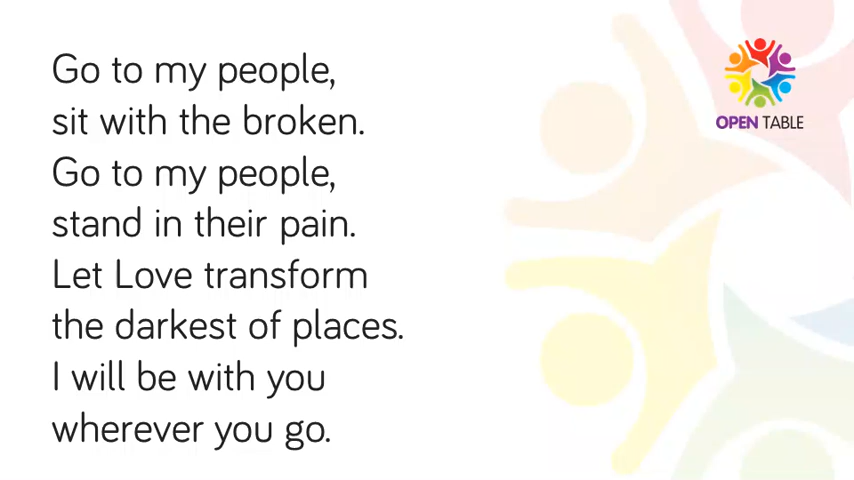 Go to my people,
sit with the broken.
Go to my people,
stand in their pain.
Let Love transform
the darkest of places.
I will be with you
wherever you go.
OPEN TABLE